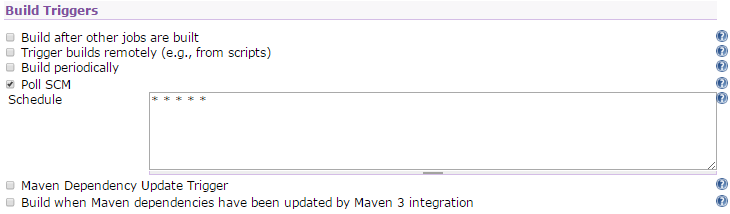 Build Triggers
Build after other jobs are built
Trigger builds remotely (e.g., from scripts)
Build periodically
Poll SCM
Schedule
* * * * *
Maven Dependency Update Trigger
Build when Maven dependencies have been updated by Maven 3 integration